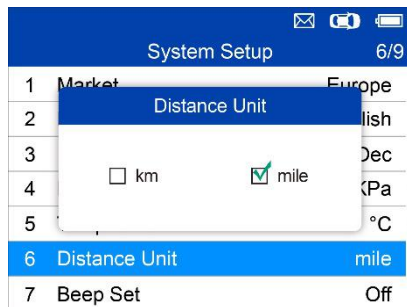 System Setup 6/9
1 Market Europe
Distance Unit
2 lish
3 Dec
km mile
4 KPa
5 °C
6 Distance Unit mile
7 Beep Set Off